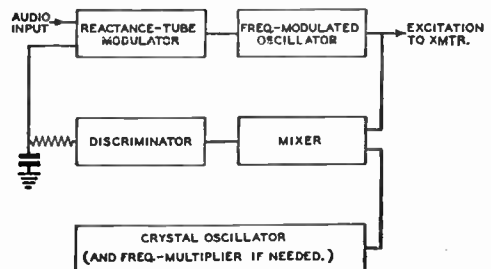 AUDIO
INPUT
REACTANCE-TUBE
MODULATOR
FREQ.-MODULATED
OSCILLATOR
EXCITATION
TO XMTR.
DISCRIMINATOR
MIXER
CRYSTAL OSCILLATOR
(AND FREQ.-MULTIPLIER IF NEEDED.)